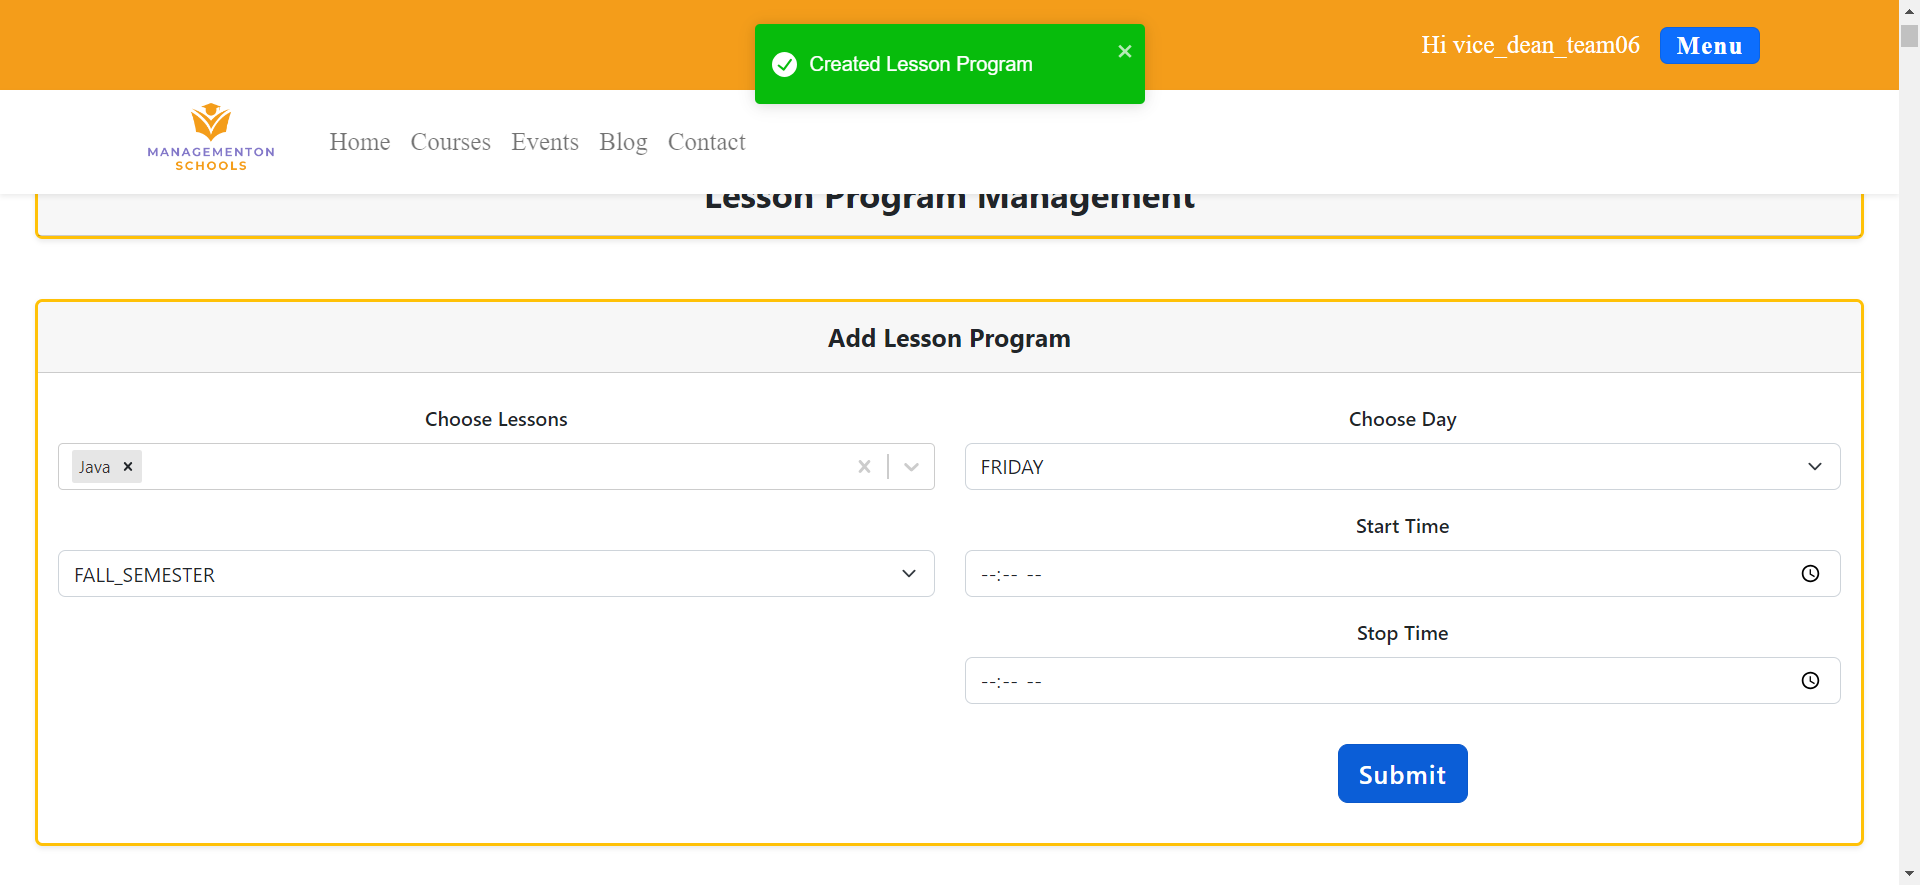 Created Lesson Program
Hi vice_dean_team06
Menu
MANAGEMENTON
SCHOOLS
Home
Courses
Events
Blog
Contact
Lesson Program Management
Add Lesson Program
Choose Lessons
Choose Day
Java
FRIDAY
Start Time
FALL_SEMESTER
--:-- --
Stop Time
--:-- --
Submit